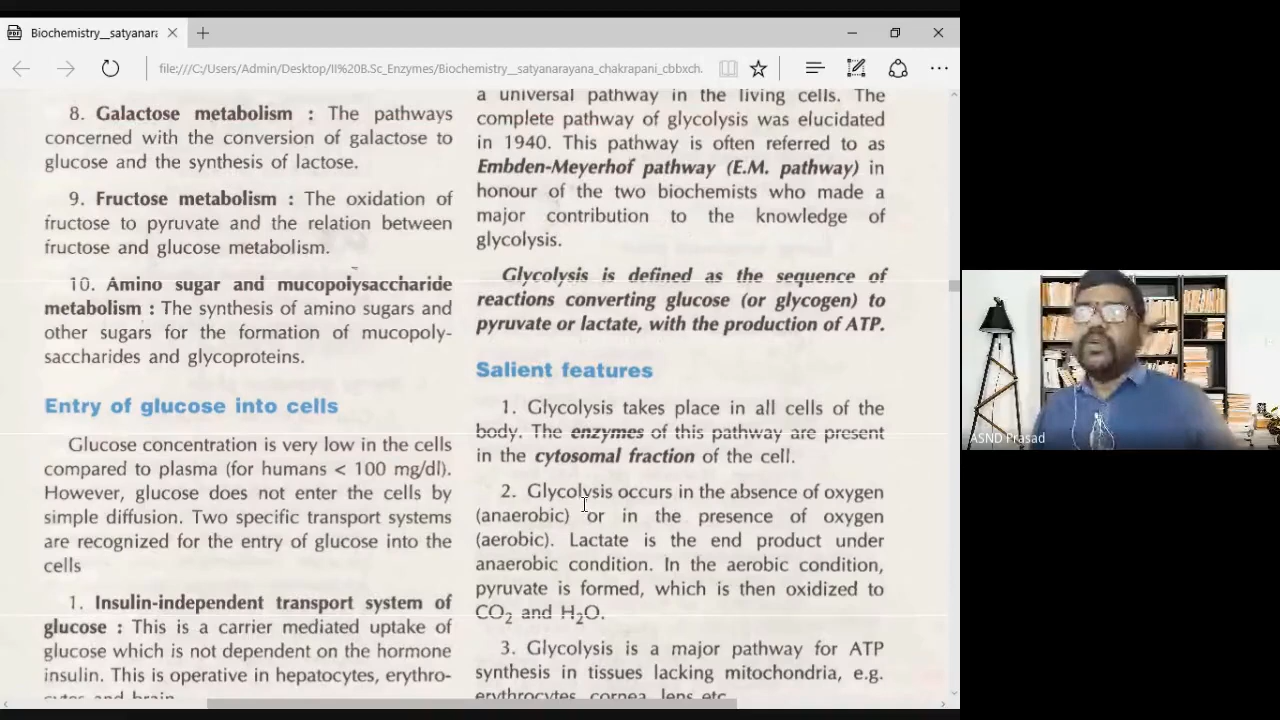 Biochemistry__satyanara
file:///C:/Users/Admin/Desktop/II%20B.Sc_Enzymes/Biochemistry__satyanarayana_chakrapani_cbbxch.
8. Galactose metabolism : The pathways
concerned with the conversion of galactose to
glucose and the synthesis of lactose.
9. Fructose metabolism : The oxidation of
fructose to pyruvate and the relation between
fructose and glucose metabolism.
10. Amino sugar and mucopolysaccharide
metabolism : The synthesis of amino sugars and
other sugars for the formation of mucopoly-
saccharides and glycoproteins.
Entry of glucose into cells
Glucose concentration is very low in the cells
compared to plasma (for humans < 100 mg/dl).
However, glucose does not enter the cells by
simple diffusion. Two specific transport systems
are recognized for the entry of glucose into the
cells
1. Insulin-independent transport system of
glucose : This is a carrier mediated uptake of
glucose which is not dependent on the hormone
insulin. This is operative in hepatocytes, erythro-
cytes and brain
a universal pathway in the living cells. The
complete pathway of glycolysis was elucidated
in 1940. This pathway is often referred to as
Embden-Meyerhof pathway (E.M. pathway) in
honour of the two biochemists who made a
major contribution to the knowledge of
glycolysis.
Glycolysis is defined as the sequence of
reactions converting glucose (or glycogen) to
pyruvate or lactate, with the production of ATP.
Salient features
1. Glycolysis takes place in all cells of the
body. The enzymes of this pathway are present
in the cytosomal fraction of the cell.
2. Glycolysis occurs in the absence of oxygen
(anaerobic) or in the presence of oxygen
(aerobic). Lactate is the end product under
anaerobic condition. In the aerobic condition,
pyruvate is formed, which is then oxidized to
CO₂ and H₂O.
3. Glycolysis is a major pathway for ATP
synthesis in tissues lacking mitochondria, e.g.
erythrocytes, cornea, lens etc
ASND Prasad